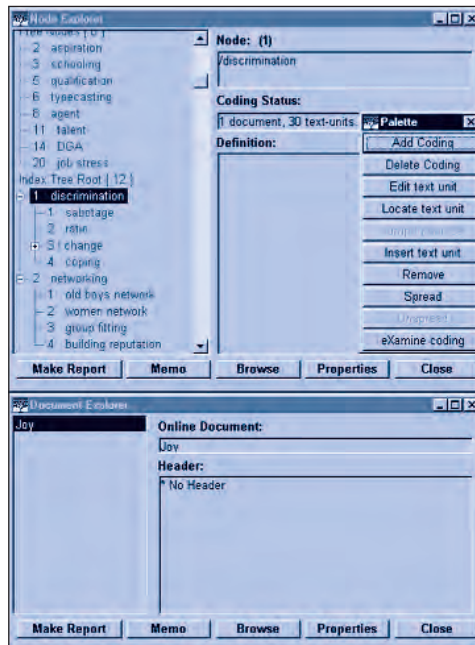 Node Explorer
2 aspiration
3 schooling
5 qualification
6 typecasting
8 agent
11 talent
14 DGA
20 job stress
Index Tree Root [ 12 ]
1 discrimination
1 sabotage
2 ratio
3 change
4 coping
2 networking
1 old boys network
2 women network
3 group fitting
4 building reputation
Node: (1)
/discrimination
Coding Status:
1 document, 30 text-units
Definition:
Palette
Add Coding
Delete Coding
Edit text unit
Locate text unit
Insert text unit
Remove
Spread
Unspread
eXamine coding
Make Report
Memo
Browse
Properties
Close
Document Explorer
Joy
Online Document:
Joy
Header:
* No Header
Make Report
Memo
Browse
Properties
Close